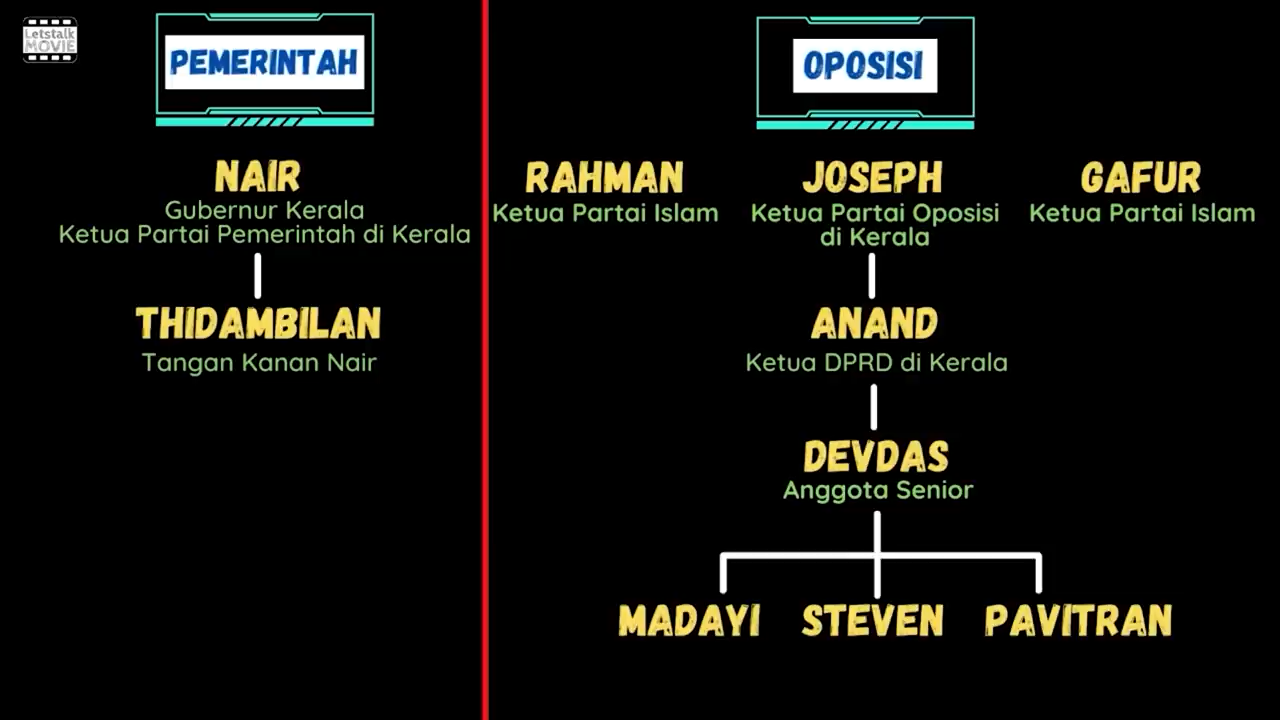 Letstalk
MOVIE
PEMERINTAH
NAIR
Gubernur Kerala
Ketua Partai Pemerintah di Kerala
THIDAMBILAN
Tangan Kanan Nair
OPOSISI
RAHMAN
Ketua Partai Islam
JOSEPH
Ketua Partai Oposisi
di Kerala
GAFUR
Ketua Partai Islam
ANAND
Ketua DPRD di Kerala
DEVDAS
Anggota Senior
MADAYI
STEVEN
PAVITRAN